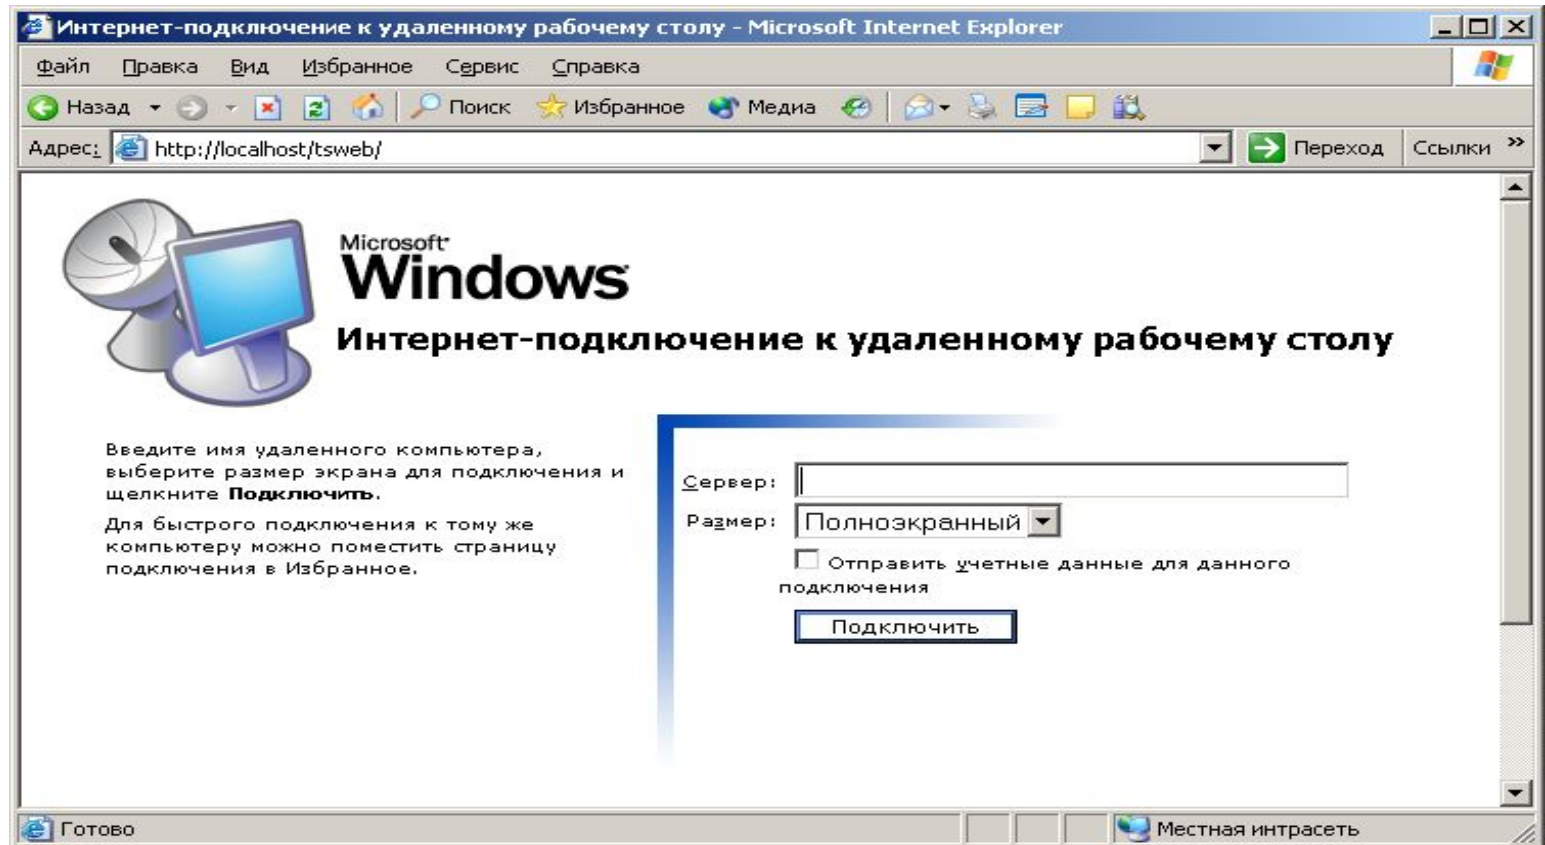 Интернет-подключение к удаленному рабочему столу - Microsoft Internet Explorer
Файл Правка Вид Избранное Сервис Справка
Назад Поиск Избранное Медиа
Адрес: http://localhost/tsweb/ Переход Ссылки »
Microsoft
Windows
Интернет-подключение к удаленному рабочему столу
Введите имя удаленного компьютера,
выберите размер экрана для подключения и
щелкните Подключить.
Для быстрого подключения к тому же
компьютеру можно поместить страницу
подключения в Избранное.
Сервер:
Размер: Полноэкранный
Отправить учетные данные для данного
подключения
Подключить
Готово Местная интрасеть